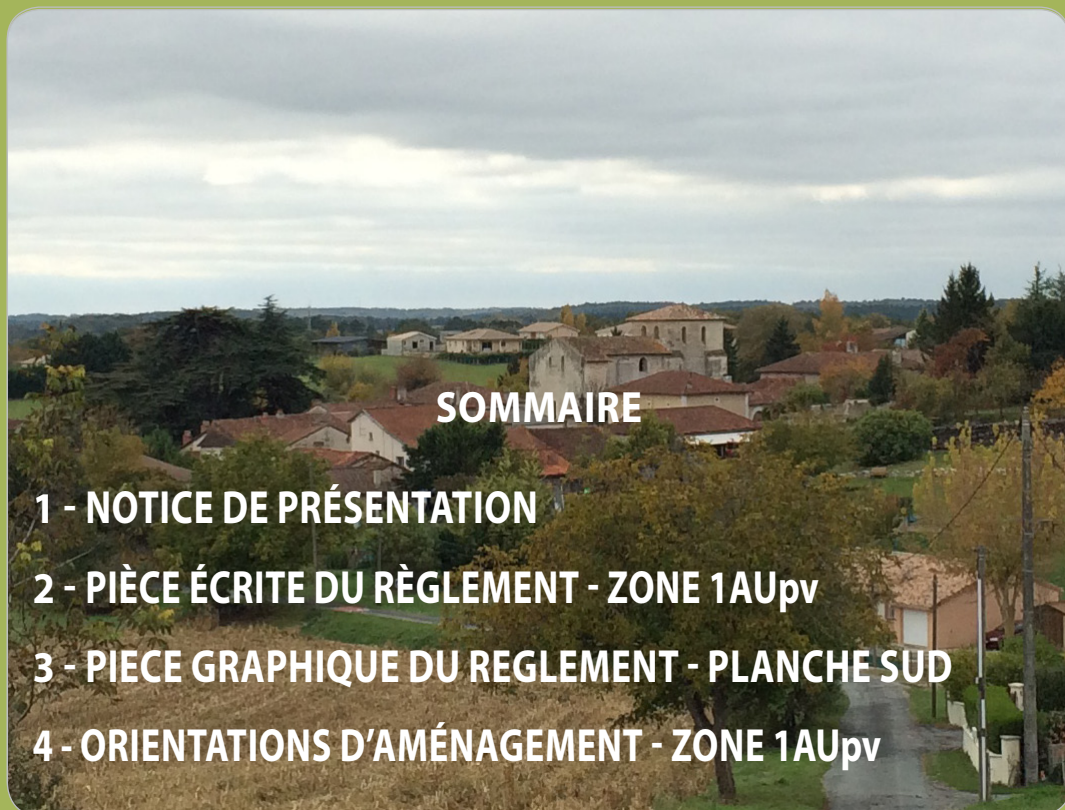 SOMMAIRE
1 - NOTICE DE PRÉSENTATION
2 - PIÈCE ÉCRITE DU RÈGLEMENT - ZONE 1AUpv
3 - PIECE GRAPHIQUE DU REGLEMENT - PLANCHE SUD
4 - ORIENTATIONS D’AMÉNAGEMENT - ZONE 1AUpv